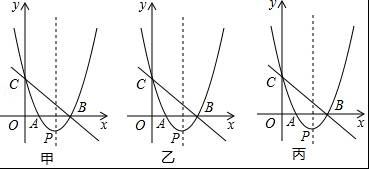 y y y
C C C
O A P B x O A P B x O A P B x
甲 乙 丙